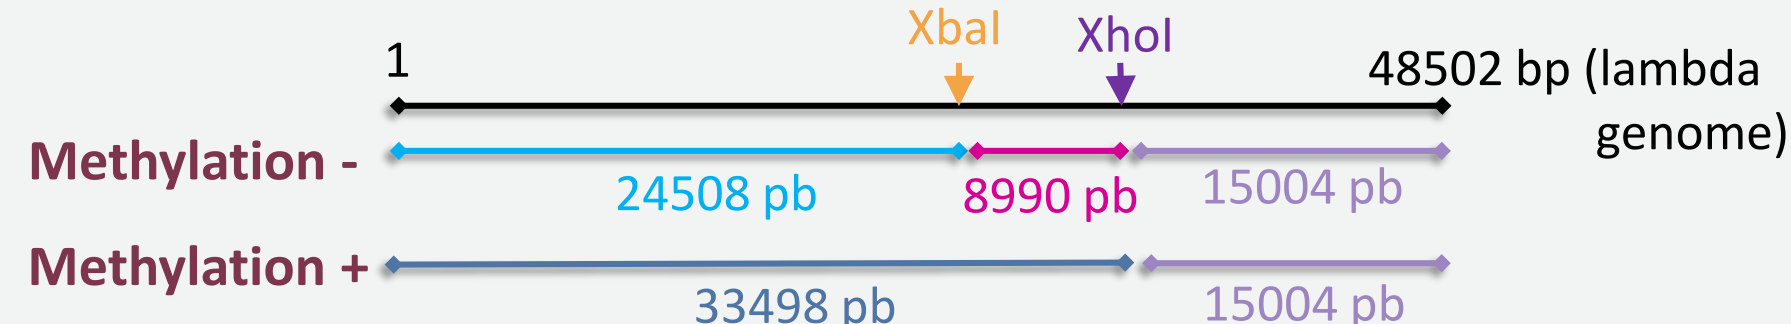 XbaI XhoI
1 48502 bp (lambda
genome)
Methylation -
24508 pb 8990 pb 15004 pb
Methylation +
33498 pb 15004 pb